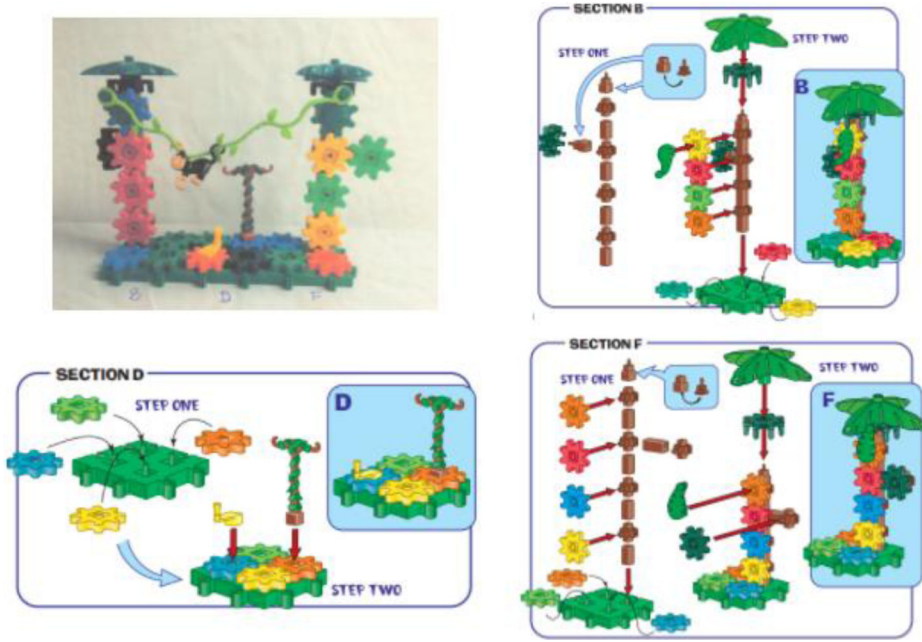 B D F
SECTION B
STEP ONE
STEP TWO
B
SECTION D
STEP ONE
D
STEP TWO
SECTION F
STEP ONE
STEP TWO
F